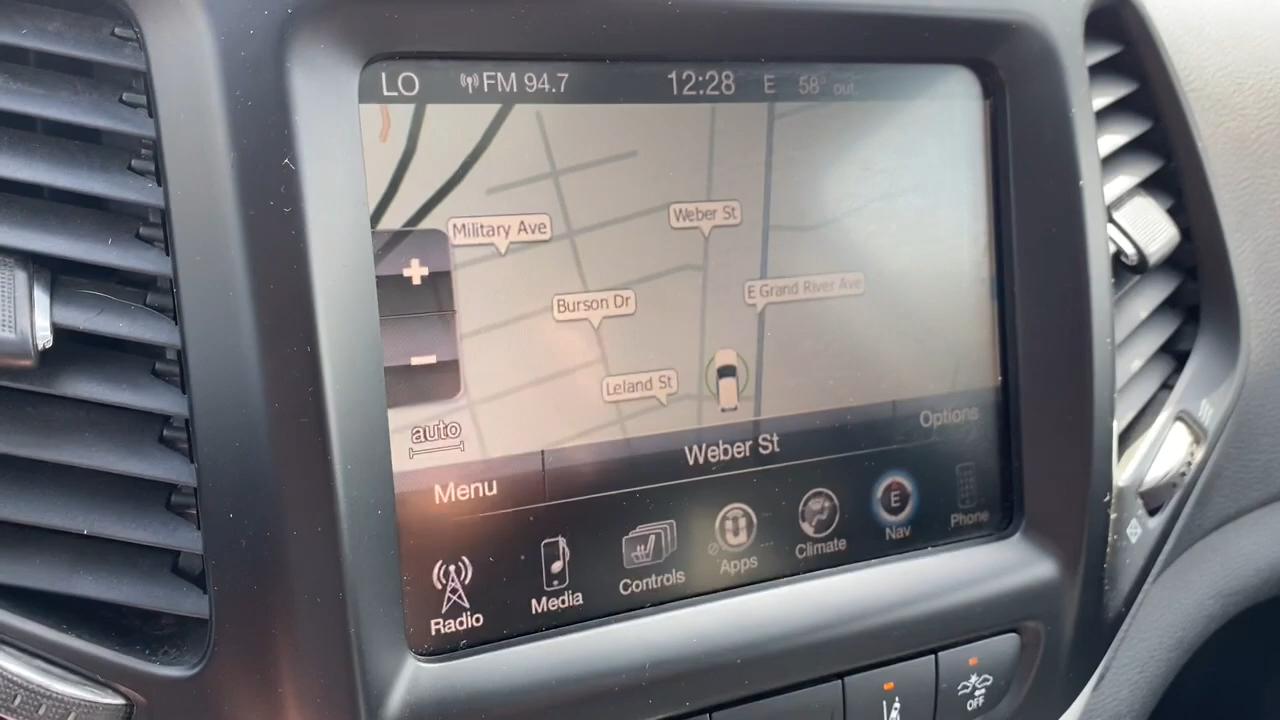 LO FM 94.7 12:28 E 58° out
Military Ave
Weber St
E Grand River Ave
Burson Dr
Leland St
auto
Options
Weber St
Menu
Radio
Media
Controls
Apps
Climate
E
Nav
Phone
OFF